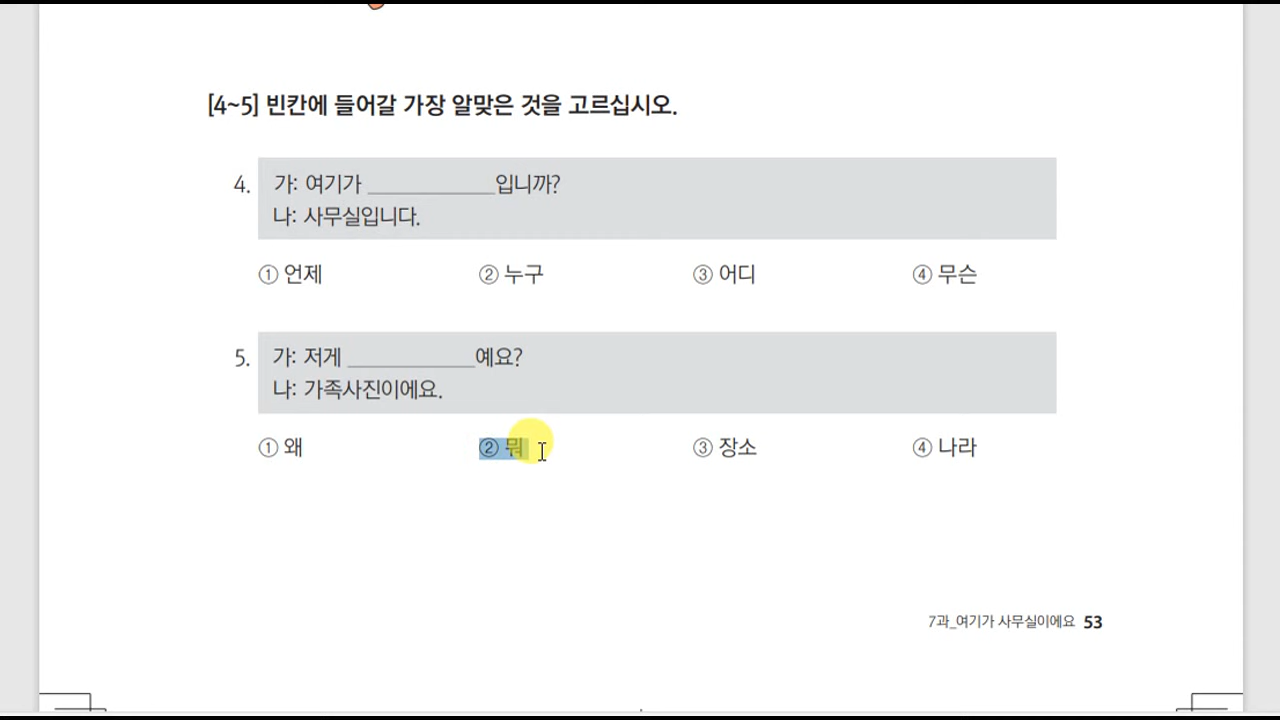 [4~5] 빈칸에 들어갈 가장 알맞은 것을 고르십시오.
4. 가: 여기가 ____________입니까?
나: 사무실입니다.
① 언제 ② 누구 ③ 어디 ④ 무슨
5. 가: 저게 ____________예요?
나: 가족사진이에요.
① 왜 ② 뭐 ③ 장소 ④ 나라
7과_여기가 사무실이에요 53